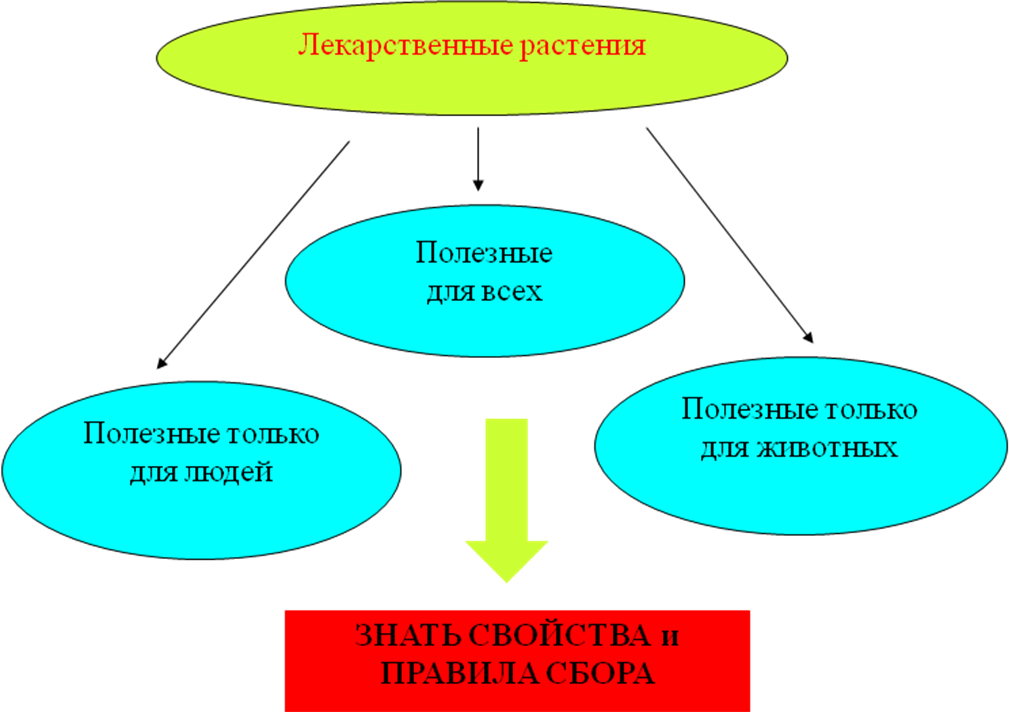 Лекарственные растения
Полезные
для всех
Полезные только
для людей
Полезные только
для животных
ЗНАТЬ СВОЙСТВА и
ПРАВИЛА СБОРА